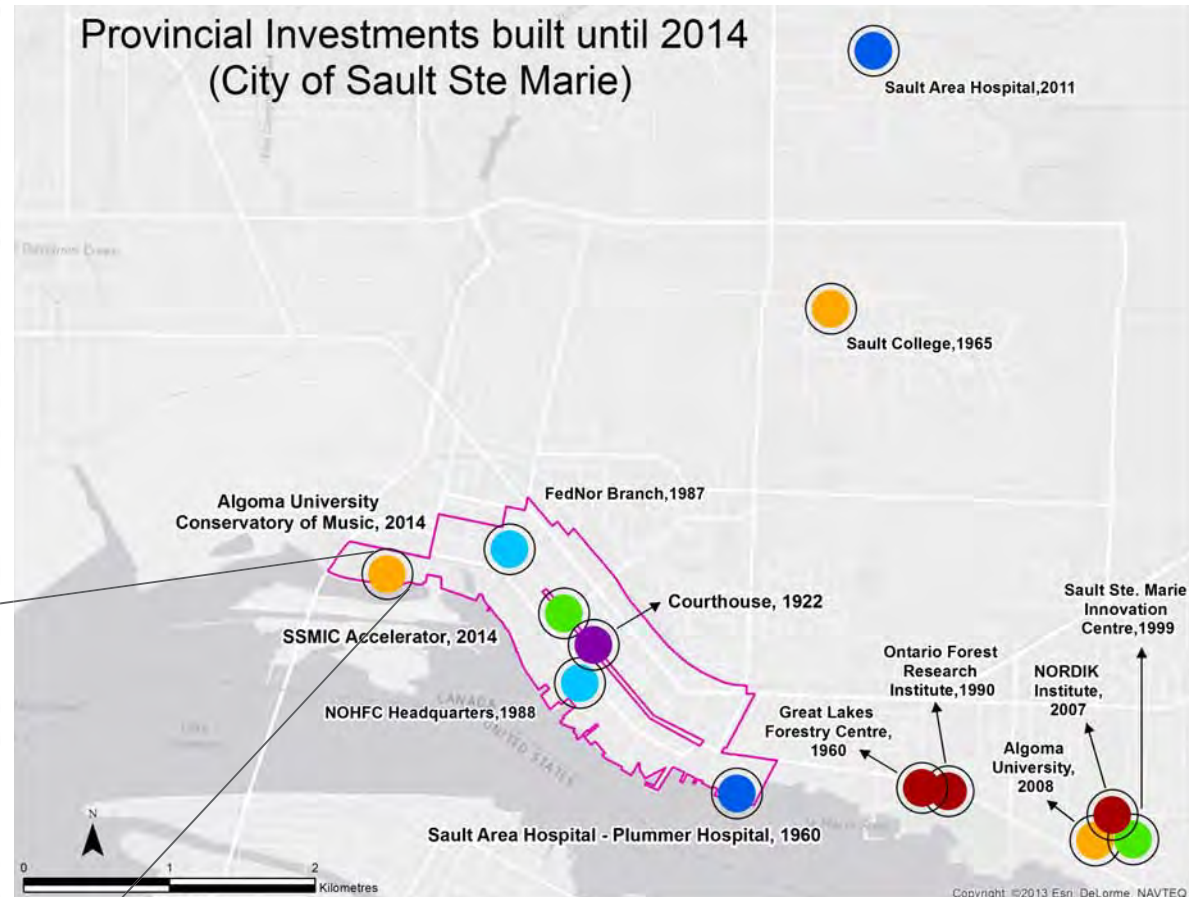 Provincial Investments built until 2014
(City of Sault Ste Marie)
Sault Area Hospital,2011
Sault College,1965
FedNor Branch,1987
Algoma University
Conservatory of Music, 2014
Courthouse, 1922
SSMIC Accelerator, 2014
NOHFC Headquarters,1988
CANADA
UNITED STATES
Sault Ste. Marie
Innovation
Centre,1999
Ontario Forest
Research
Institute,1990
NORDIK
Institute,
2007
Great Lakes
Forestry Centre,
1960
Algoma
University,
2008
Sault Area Hospital - Plummer Hospital, 1960
N
0 1 2
Kilometres
Copyright: ©2013 Esri, DeLorme, NAVTEQ